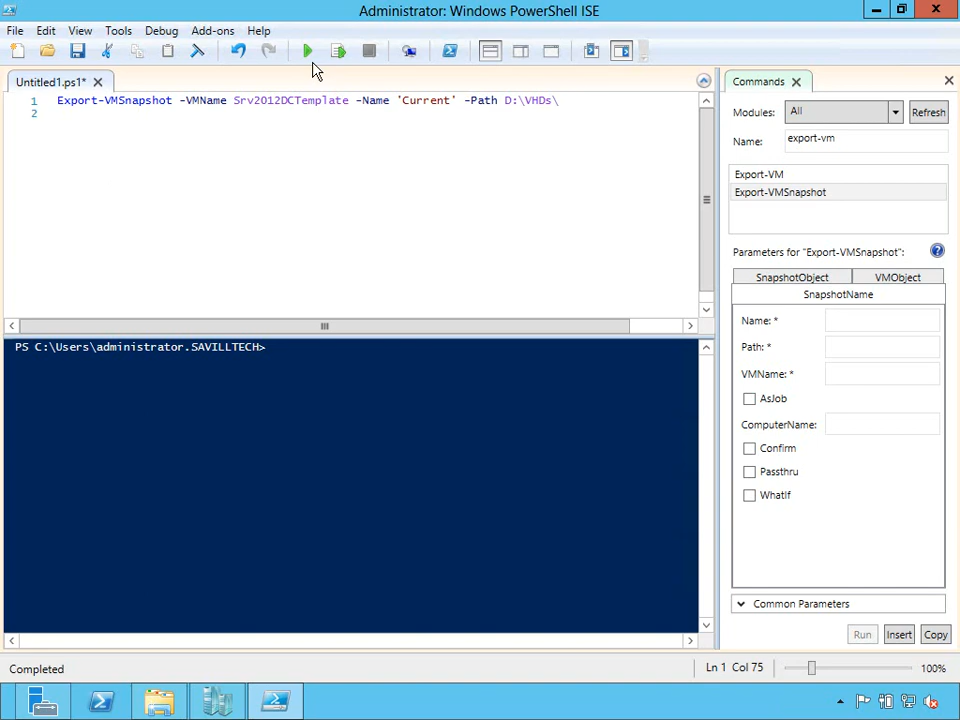 Administrator: Windows PowerShell ISE
File Edit View Tools Debug Add-ons Help
Untitled1.ps1*
1 Export-VMSnapshot -VMName Srv2012DCTemplate -Name 'Current' -Path D:\VHDs\
2
PS C:\Users\administrator.SAVILLTECH>
Commands
Modules: All Refresh
Name: export-vm
Export-VM
Export-VMSnapshot
Parameters for "Export-VMSnapshot":
SnapshotObject VMObject
SnapshotName
Name: *
Path: *
VMName: *
AsJob
ComputerName:
Confirm
Passthru
WhatIf
Common Parameters
Run Insert Copy
Completed Ln 1 Col 75 100%